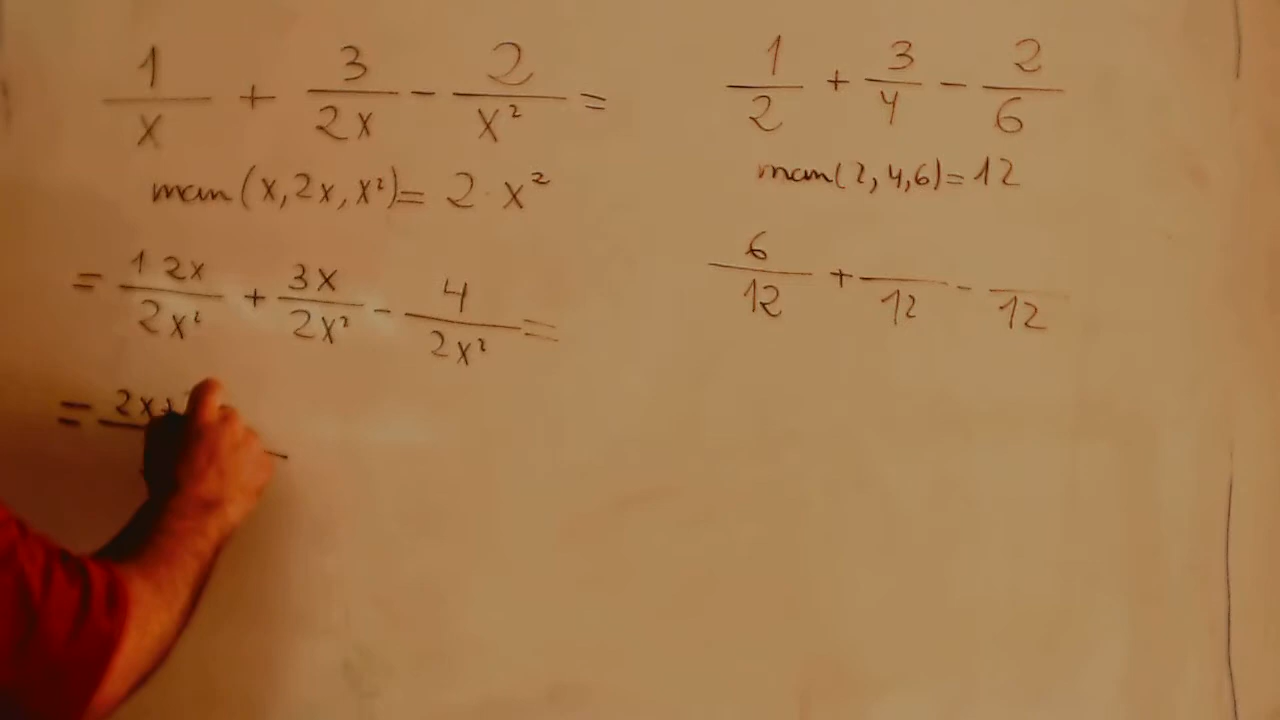 1/x + 3/2x - 2/x² =
mcm(x, 2x, x²) = 2·x²
= 1 2x/2x² + 3x/2x² - 4/2x² =
= 2x+
1/2 + 3/4 - 2/6
mcm(2, 4, 6) = 12
6/12 + /12 - /12